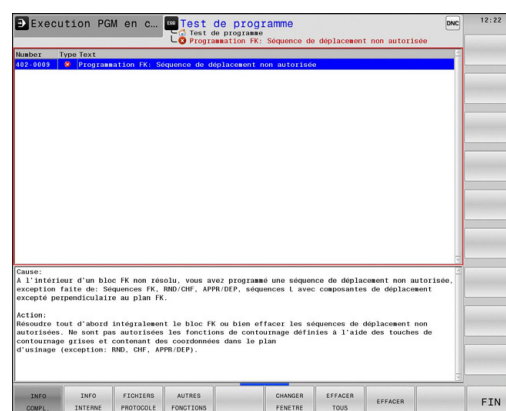 Execution PGM en c...
Test de programme
DNC
12:22
Test de programme
Programmation FK: Séquence de déplacement non autorisée
Number Type Text
402-0009 Programmation FK: Séquence de déplacement non autorisée
Cause:
A l'intérieur d'un bloc FK non résolu, vous avez programmé une séquence de déplacement non autorisée,
exception faite de: Séquences FK, RND/CHF, APPR/DEP, séquences L avec composantes de déplacement
excepté perpendiculaire au plan FK.
Action:
Résoudre tout d'abord intégralement le bloc FK ou bien effacer les séquences de déplacement non
autorisées. Ne sont pas autorisées les fonctions de contournage définies à l'aide des touches de
contournage grises et contenant des coordonnées dans le plan
d'usinage (exception: RND, CHF, APPR/DEP).
INFO COMPL.
INFO INTERNE
FICHIERS PROTOCOLE
AUTRES FONCTIONS
CHANGER FENETRE
EFFACER TOUS
EFFACER
FIN